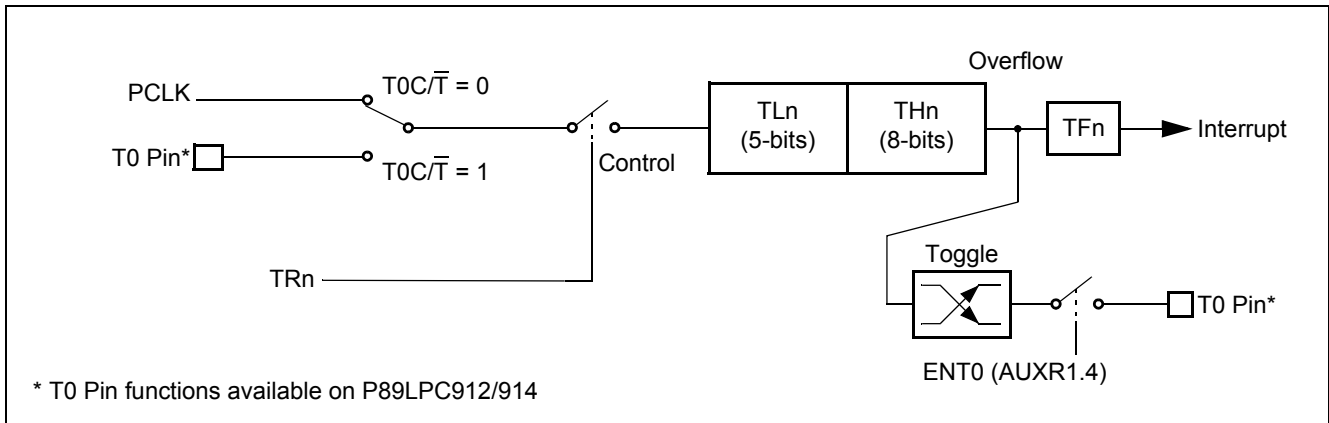 Overflow
PCLK
T0C/T̅ = 0
TLn
(5-bits)
THn
(8-bits)
TFn
Interrupt
T0 Pin*
T0C/T̅ = 1
Control
TRn
Toggle
T0 Pin*
ENT0 (AUXR1.4)
* T0 Pin functions available on P89LPC912/914